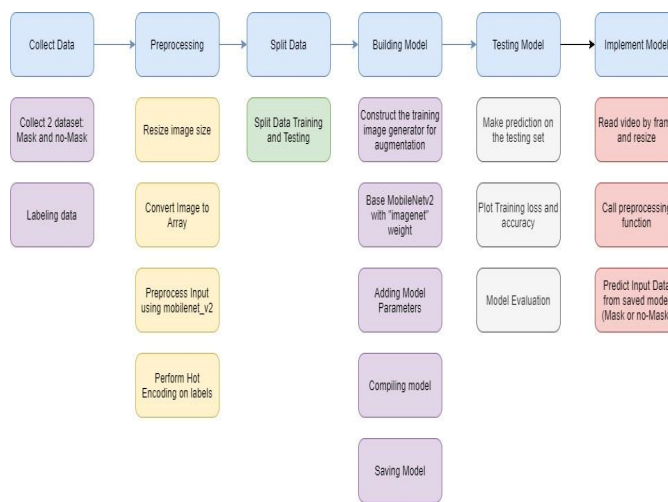 Collect Data
Preprocessing
Split Data
Building Model
Testing Model
Implement Model
Collect 2 dataset:
Mask and no-Mask
Labeling data
Resize image size
Convert Image to
Array
Preprocess Input
using mobilenet_v2
Perform Hot
Encoding on labels
Split Data Training
and Testing
Construct the training
image generator for
augmentation
Base MobileNetv2
with "imagenet"
weight
Adding Model
Parameters
Compiling model
Saving Model
Make prediction on
the testing set
Plot Training loss and
accuracy
Model Evaluation
Read video by fram
and resize
Call preprocessing
function
Predict Input Data
from saved mode
(Mask or no-Mask